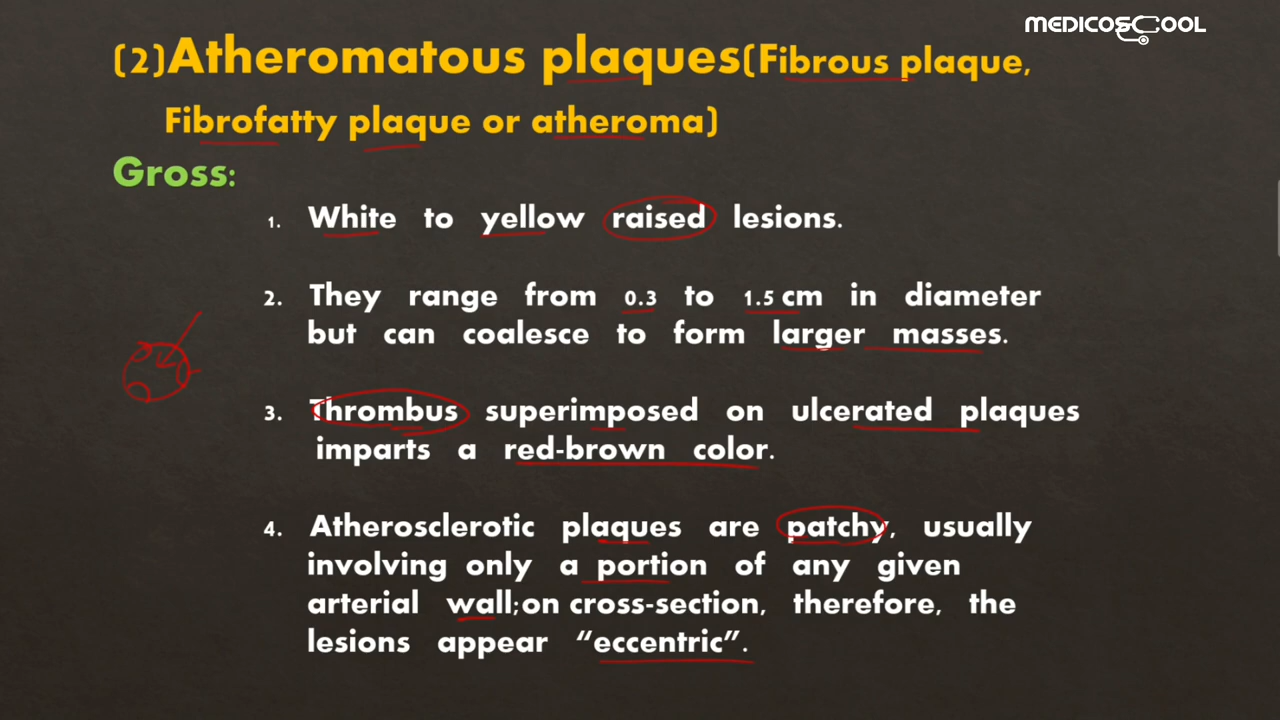 MEDICOSCOOL
(2)Atheromatous plaques(Fibrous plaque,
Fibrofatty plaque or atheroma)
Gross:
1. White to yellow raised lesions.
2. They range from 0.3 to 1.5 cm in diameter
but can coalesce to form larger masses.
3. Thrombus superimposed on ulcerated plaques
imparts a red-brown color.
4. Atherosclerotic plaques are patchy, usually
involving only a portion of any given
arterial wall;on cross-section, therefore, the
lesions appear “eccentric”.